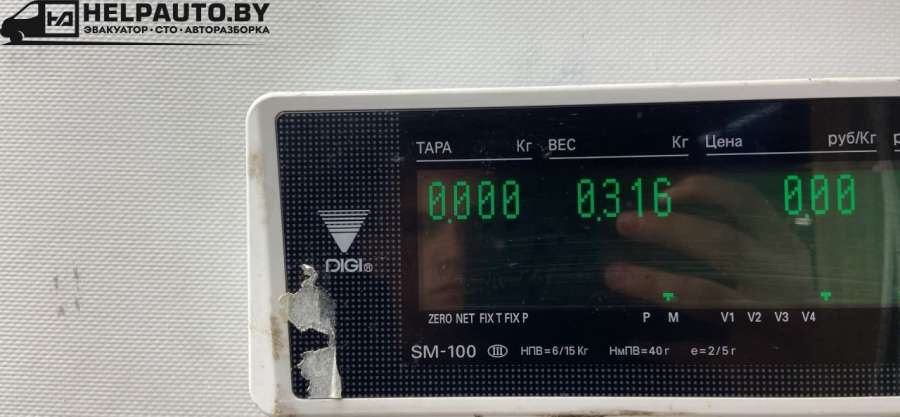 HELPAUTO.BY
ЭВАКУАТОР · СТО · АВТОРАЗБОРКА
ТАРА Кг ВЕС Кг Цена руб/Кг
0.000 0.316 000
DIGI®
ZERO NET FIX T FIX P P M V1 V2 V3 V4
SM-100 III НПВ=6/15 Кг НмПВ=40 г e=2/5 г